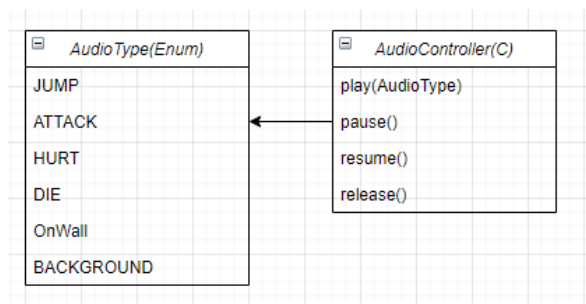 AudioType(Enum)
JUMP
ATTACK
HURT
DIE
OnWall
BACKGROUND
AudioController(C)
play(AudioType)
pause()
resume()
release()